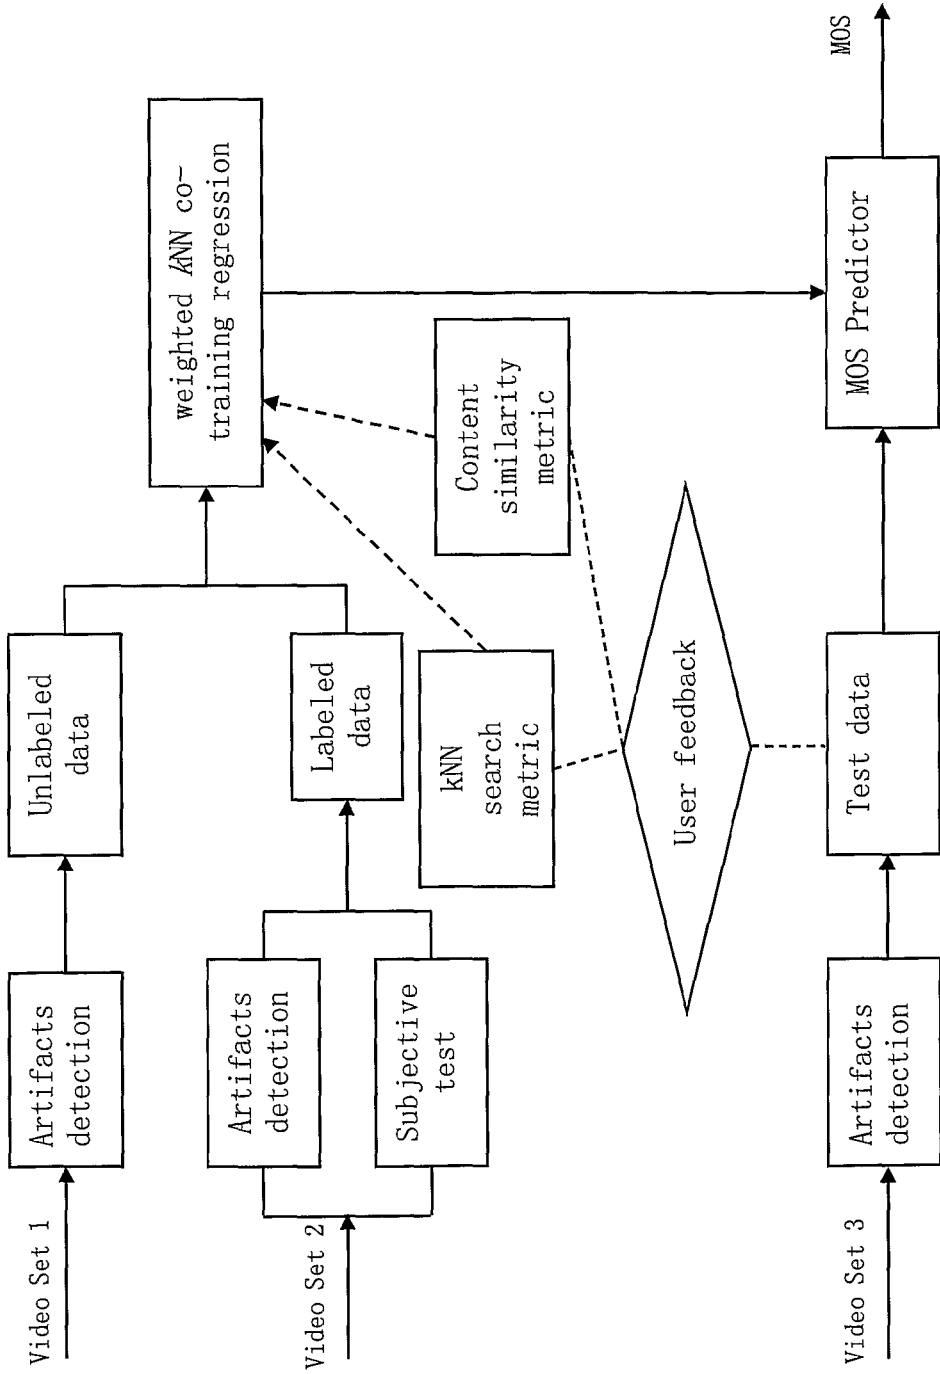 Video Set 1
Artifacts
detection
Unlabeled
data
weighted kNN co-
training regression
Video Set 2
Artifacts
detection
Subjective
test
Labeled
data
kNN
search
metric
Content
similarity
metric
User feedback
Video Set 3
Artifacts
detection
Test data
MOS Predictor
MOS